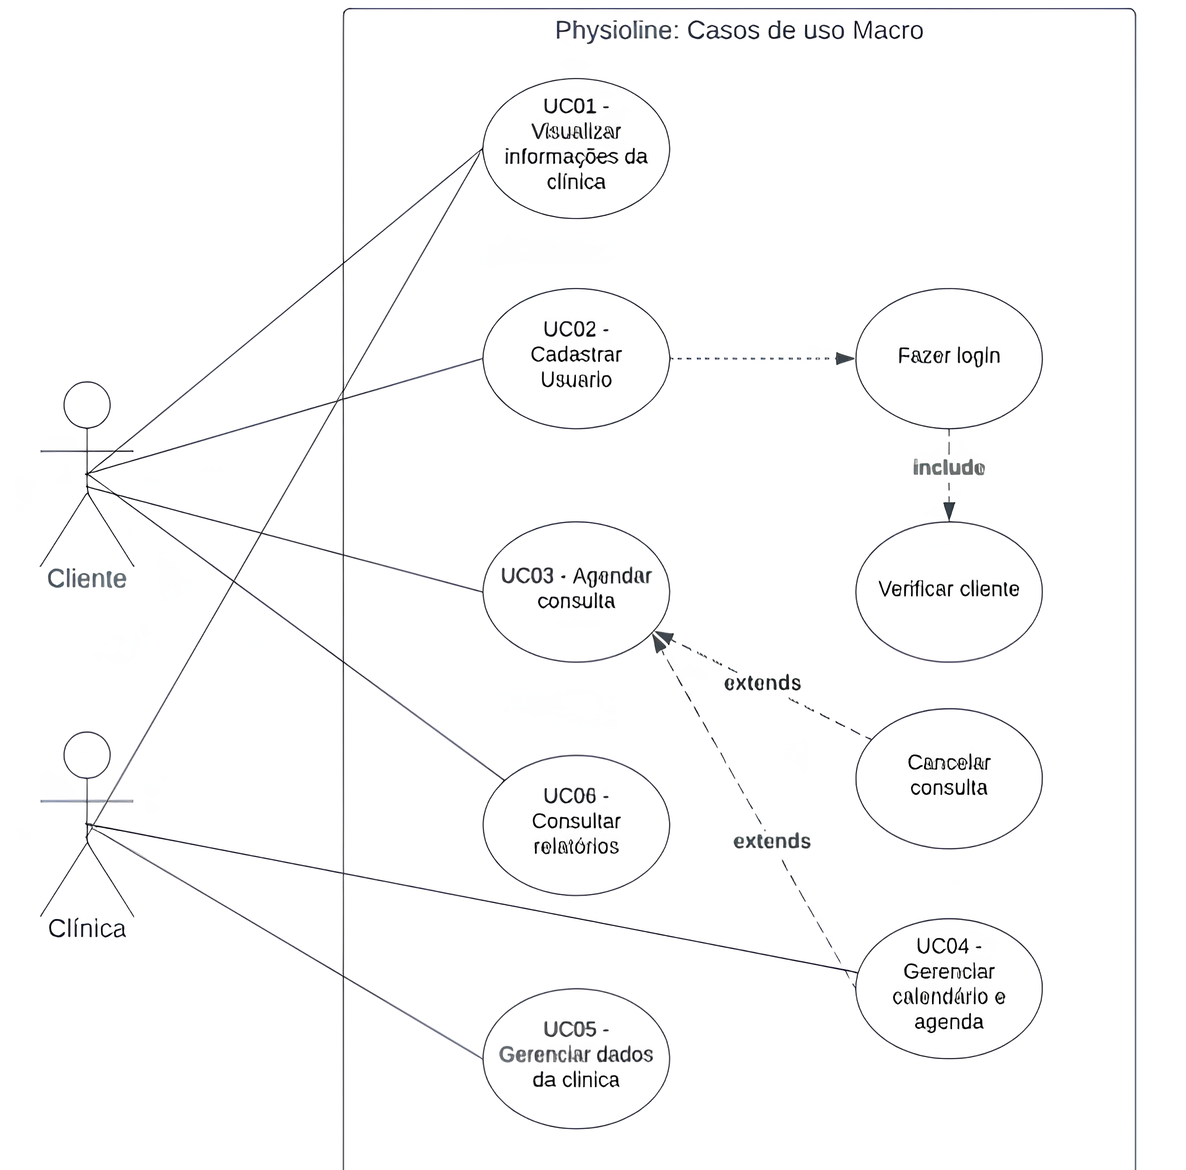 Physioline: Casos de uso Macro
UC01 -
Visualizar
informações da
clínica
UC02 -
Cadastrar
Usuario
Fazer login
include
Cliente
UC03 - Agendar
consulta
Verificar cliente
extends
Cancelar
consulta
UC06 -
Consultar
relatórios
extends
Clínica
UC04 -
Gerenciar
calendário e
agenda
UC05 -
Gerenciar dados
da clinica